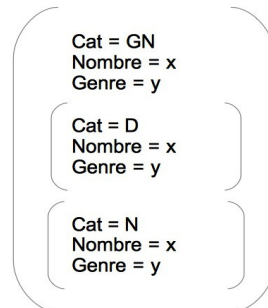 Cat = GN
Nombre = x
Genre = y
Cat = D
Nombre = x
Genre = y
Cat = N
Nombre = x
Genre = y